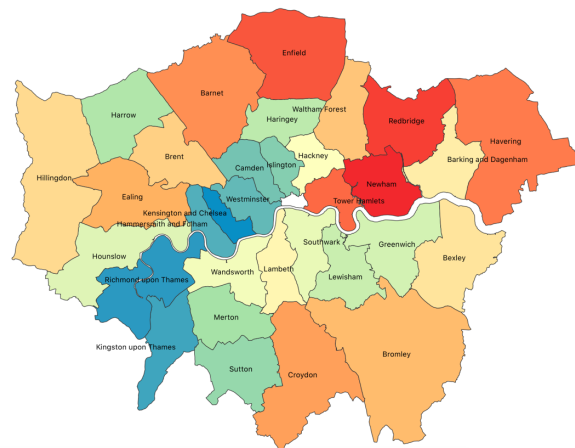 Enfield
Barnet
Harrow
Waltham Forest
Haringey
Redbridge
Havering
Brent
Hackney
Islington
Camden
Barking and Dagenham
Hillingdon
Newham
Ealing
Westminster
Tower Hamlets
Kensington and Chelsea
Hammersmith and Fulham
Southwark
Greenwich
Hounslow
Bexley
Richmond upon Thames
Wandsworth
Lambeth
Lewisham
Merton
Kingston upon Thames
Bromley
Sutton
Croydon